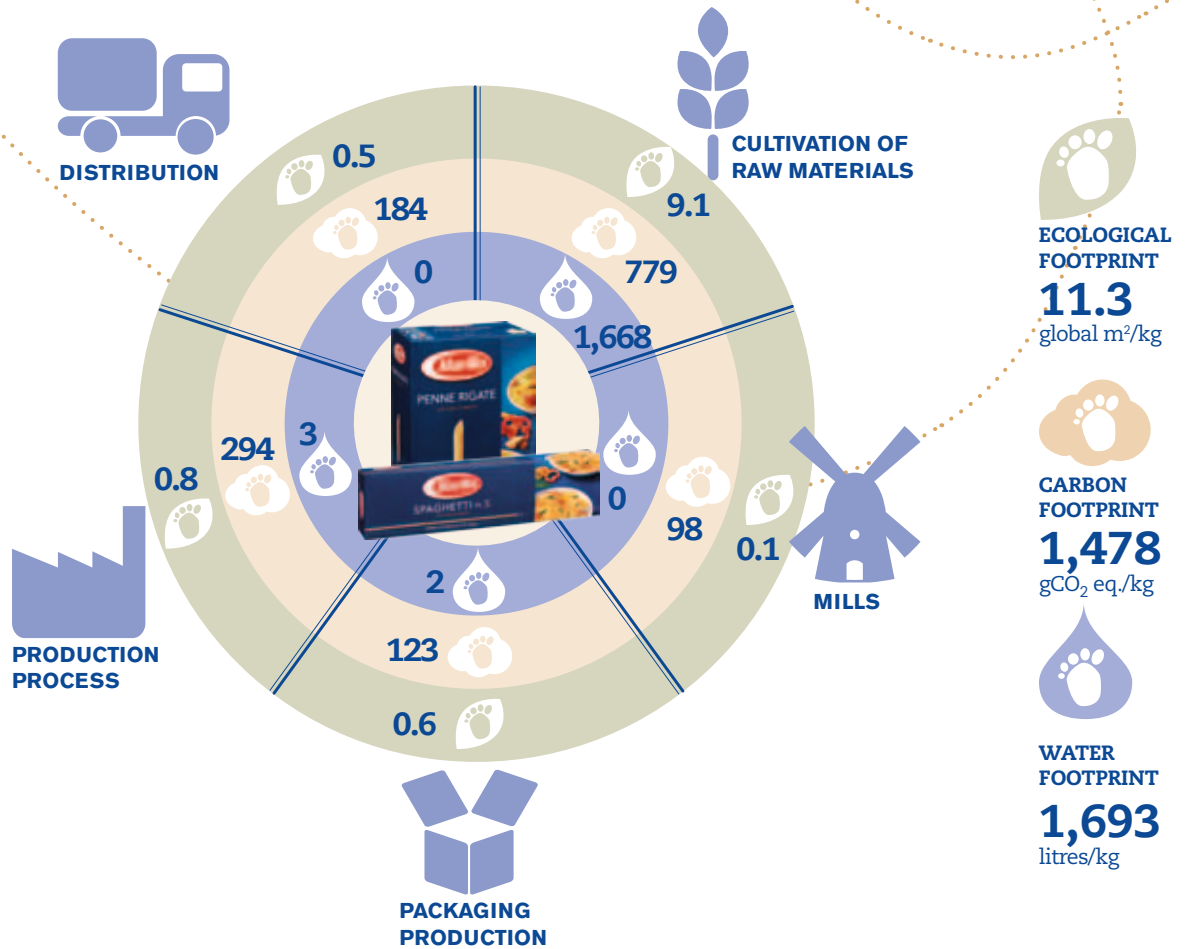 DISTRIBUTION
0.5
184
0
CULTIVATION OF
RAW MATERIALS
9.1
779
1,668
0
98
0.1
MILLS
2
123
0.6
PACKAGING
PRODUCTION
3
294
0.8
PRODUCTION
PROCESS
Barilla
PENNE RIGATE
Barilla
SPAGHETTI n.5
ECOLOGICAL
FOOTPRINT
11.3
global m²/kg
CARBON
FOOTPRINT
1,478
gCO₂ eq./kg
WATER
FOOTPRINT
1,693
litres/kg